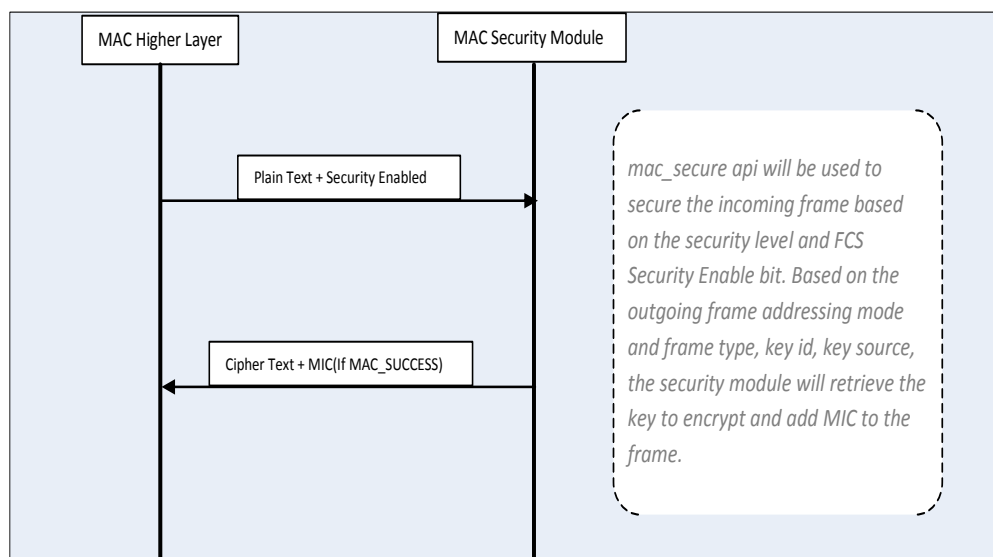 MAC Higher Layer
MAC Security Module
Plain Text + Security Enabled
Cipher Text + MIC(If MAC_SUCCESS)
mac_secure api will be used to
secure the incoming frame based
on the security level and FCS
Security Enable bit. Based on the
outgoing frame addressing mode
and frame type, key id, key source,
the security module will retrieve the
key to encrypt and add MIC to the
frame.